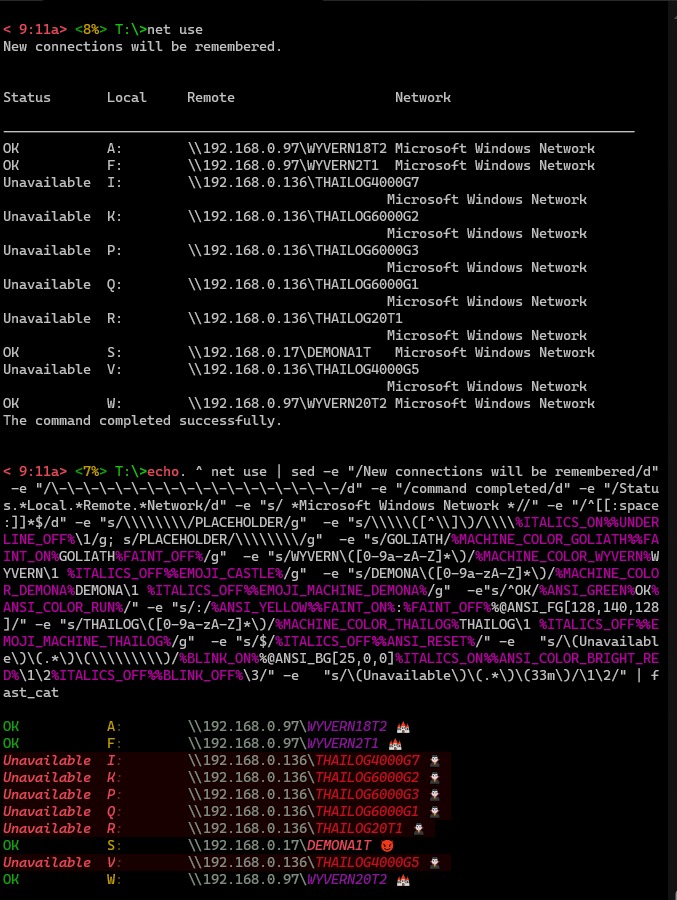 < 9:11a> <8%> T:\>net use
New connections will be remembered.
Status       Local     Remote                    Network
OK           A:        \\192.168.0.97\WYVERN18T2 Microsoft Windows Network
OK           F:        \\192.168.0.97\WYVERN2T1  Microsoft Windows Network
Unavailable  I:        \\192.168.0.136\THAILOG4000G7
                                                Microsoft Windows Network
Unavailable  K:        \\192.168.0.136\THAILOG6000G2
                                                Microsoft Windows Network
Unavailable  P:        \\192.168.0.136\THAILOG6000G3
                                                Microsoft Windows Network
Unavailable  Q:        \\192.168.0.136\THAILOG6000G1
                                                Microsoft Windows Network
Unavailable  R:        \\192.168.0.136\THAILOG20T1
                                                Microsoft Windows Network
OK           S:        \\192.168.0.17\DEMONA1T   Microsoft Windows Network
Unavailable  V:        \\192.168.0.136\THAILOG4000G5
                                                Microsoft Windows Network
OK           W:        \\192.168.0.97\WYVERN20T2 Microsoft Windows Network
The command completed successfully.
< 9:11a> <7%> T:\>echo. ^ net use | sed -e "/New connections will be remembered/d"
 -e "/\-\-\-\-\-\-\-\-\-\-\-\-\-\-\-\-\-/d" -e "/command completed/d" -e "/Statu
s.*Local.*Remote.*Network/d" -e "s/ *Microsoft Windows Network *//" -e "/^[[:space
:]]*$/d" -e "s/\\\\\\\\/PLACEHOLDER/g"  -e "s/\\\\\([^\\]\)/\\\\%ITALICS_ON%%UNDER
LINE_OFF%\1/g; s/PLACEHOLDER/\\\\\\\\/g"  -e "s/GOLIATH/%MACHINE_COLOR_GOLIATH%%FA
INT_ON%GOLIATH%FAINT_OFF%/g"  -e "s/WYVERN\([0-9a-zA-Z]*\)/%MACHINE_COLOR_WYVERN%W
YVERN\1 %ITALICS_OFF%%EMOJI_CASTLE%/g"  -e "s/DEMONA\([0-9a-zA-Z]*\)/%MACHINE_COLO
R_DEMONA%DEMONA\1 %ITALICS_OFF%%EMOJI_MACHINE_DEMONA%/g"  -e"s/^OK/%ANSI_GREEN%OK%
ANSI_COLOR_RUN%/" -e "s/:/%ANSI_YELLOW%%FAINT_ON%:%FAINT_OFF%%@ANSI_FG[128,140,128
]/" -e "s/THAILOG\([0-9a-zA-Z]*\)/%MACHINE_COLOR_THAILOG%THAILOG\1 %ITALICS_OFF%%E
MOJI_MACHINE_THAILOG%/g"  -e "s/$/%ITALICS_OFF%%ANSI_RESET%/" -e   "s/\(Unavailabl
e\)\(.*\)\(\\\\\\\\\)/%BLINK_ON%%@ANSI_BG[25,0,0]%ITALICS_ON%%ANSI_COLOR_BRIGHT_RE
D%\1\2%ITALICS_OFF%%BLINK_OFF%\3/" -e   "s/\(Unavailable\)\(.*\)\(33m\)/\1\2/" | f
ast_cat
OK           A:        \\192.168.0.97\WYVERN18T2 🏰
OK           F:        \\192.168.0.97\WYVERN2T1 🏰
Unavailable  I:        \\192.168.0.136\THAILOG4000G7
Unavailable  K:        \\192.168.0.136\THAILOG6000G2
Unavailable  P:        \\192.168.0.136\THAILOG6000G3
Unavailable  Q:        \\192.168.0.136\THAILOG6000G1
Unavailable  R:        \\192.168.0.136\THAILOG20T1
OK           S:        \\192.168.0.17\DEMONA1T 😈
Unavailable  V:        \\192.168.0.136\THAILOG4000G5
OK           W:        \\192.168.0.97\WYVERN20T2 🏰